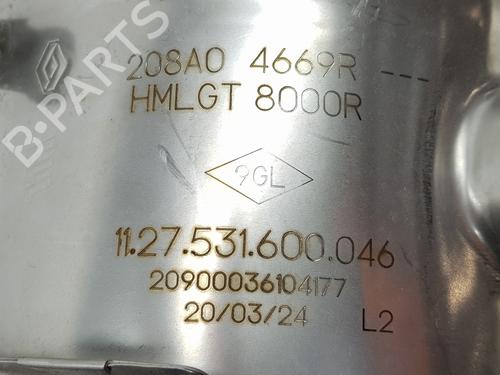 208A0 4669R ---
HMLGT 8000R
9GL
11.27.531.600.046
20900036104177
20/03/24 L2
B-PARTS